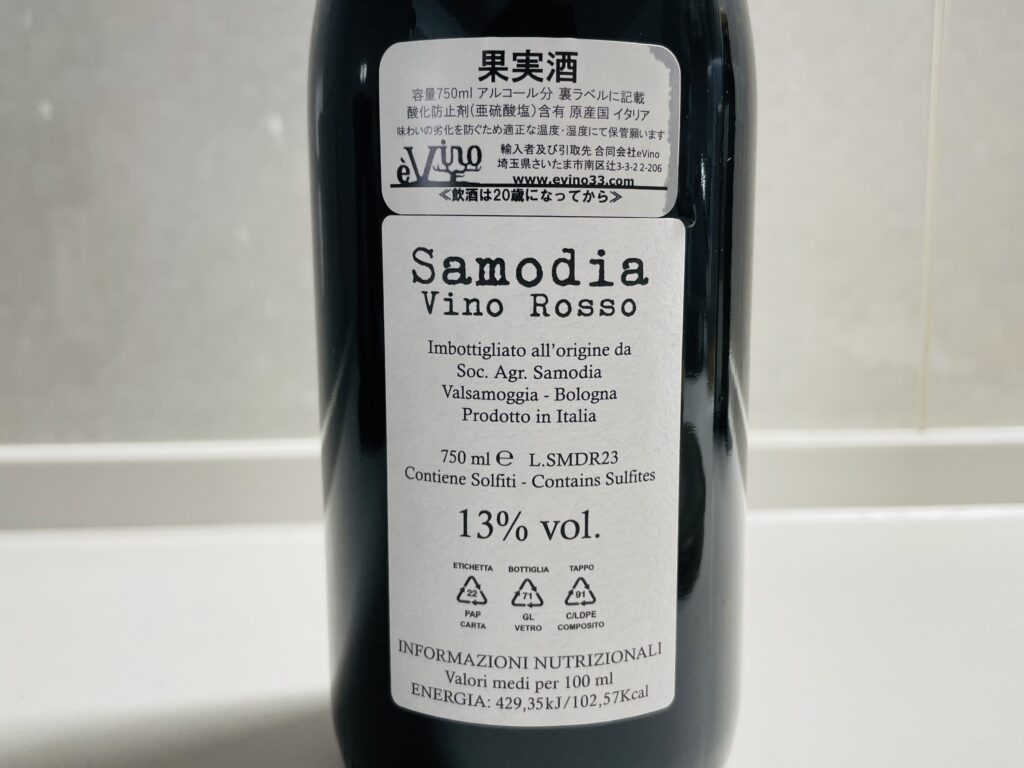 果実酒
容量750ml アルコール分 裏ラベルに記載
酸化防止剤(亜硫酸塩)含有 原産国 イタリア
味わいの劣化を防ぐため適正な温度・湿度にて保管願います
èVino
輸入者及び引取先 合同会社eVino
埼玉県さいたま市南区辻3-3-22-206
www.evino33.com
≪飲酒は20歳になってから≫
Samodia
Vino Rosso
Imbottigliato all'origine da
Soc. Agr. Samodia
Valsamoggia - Bologna
Prodotto in Italia
750 ml ℮ L.SMDR23
Contiene Solfiti - Contains Sulfites
13% vol.
ETICHETTA BOTTIGLIA TAPPO
22 71 91
PAP GL C/LDPE
CARTA VETRO COMPOSITO
INFORMAZIONI NUTRIZIONALI
Valori medi per 100 ml
ENERGIA: 429,35kJ/102,57Kcal